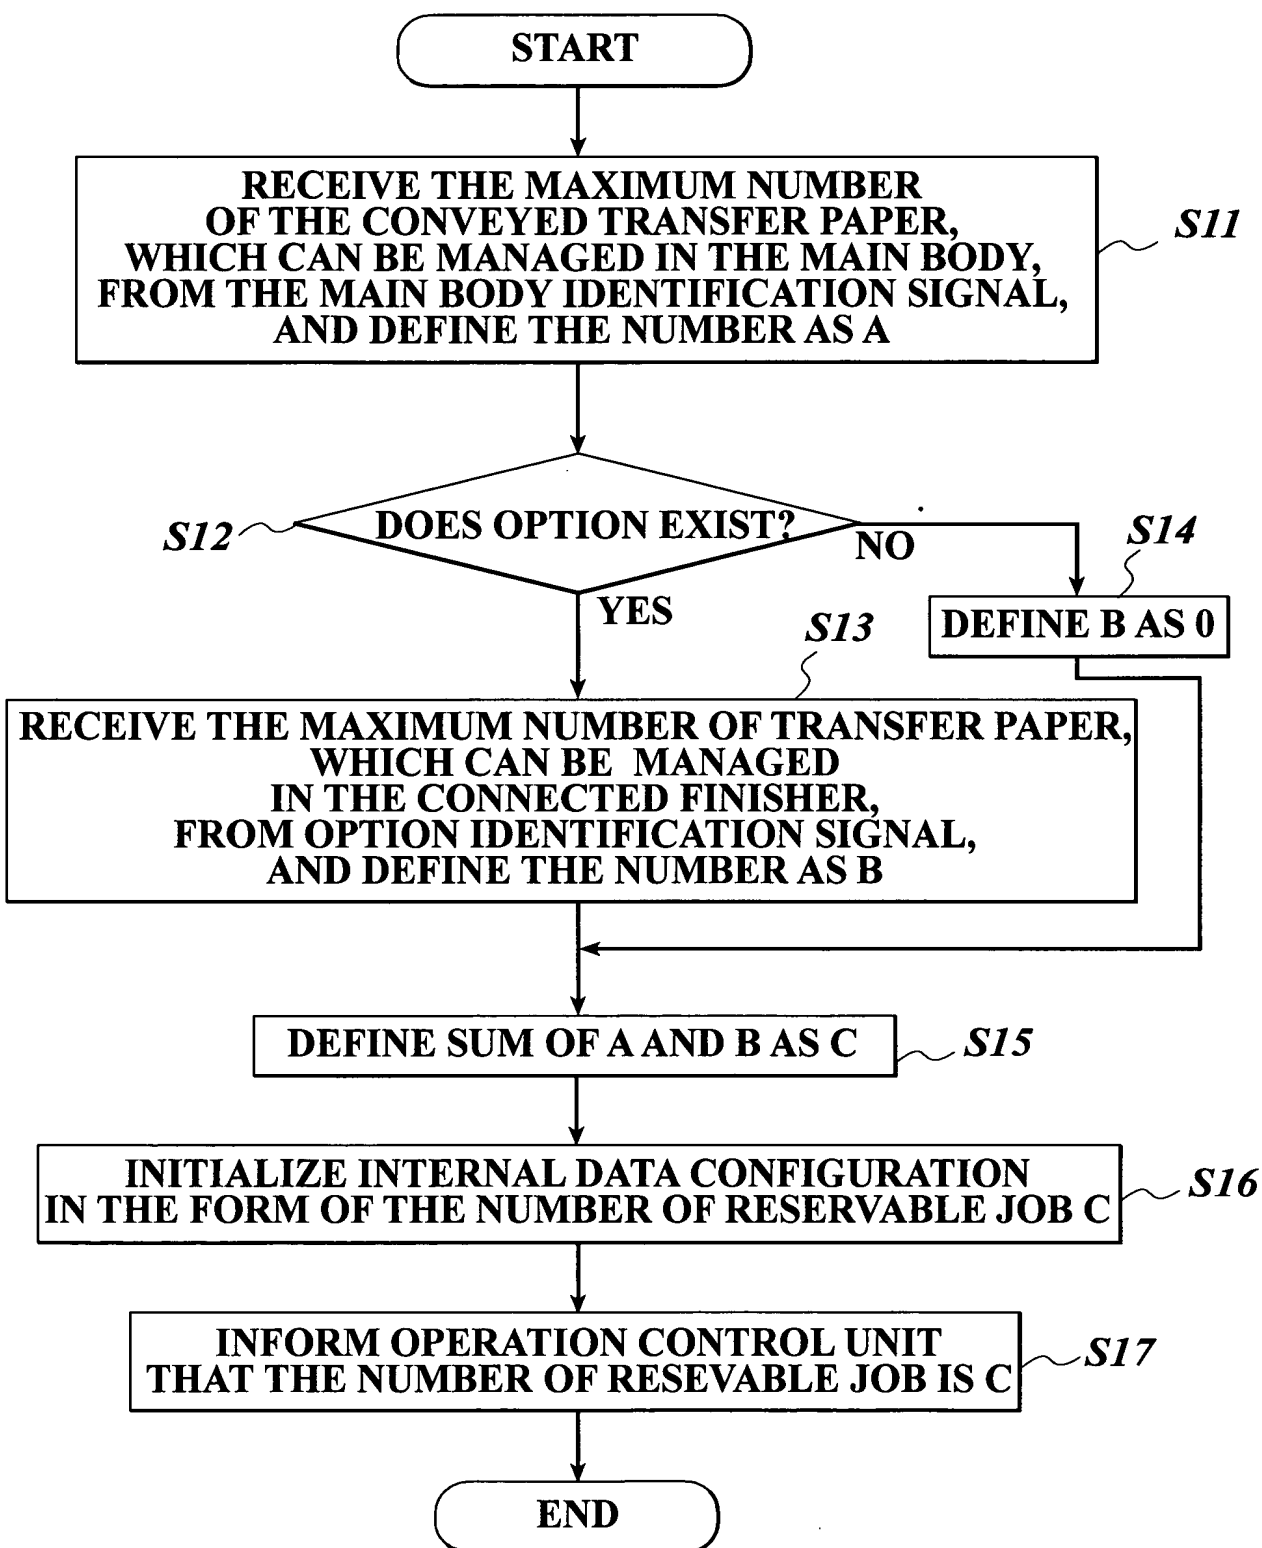 START
RECEIVE THE MAXIMUM NUMBER
OF THE CONVEYED TRANSFER PAPER,
WHICH CAN BE MANAGED IN THE MAIN BODY,
FROM THE MAIN BODY IDENTIFICATION SIGNAL,
AND DEFINE THE NUMBER AS A
S11
DOES OPTION EXIST?
S12
NO
YES
S14
DEFINE B AS 0
S13
RECEIVE THE MAXIMUM NUMBER OF TRANSFER PAPER,
WHICH CAN BE MANAGED
IN THE CONNECTED FINISHER,
FROM OPTION IDENTIFICATION SIGNAL,
AND DEFINE THE NUMBER AS B
DEFINE SUM OF A AND B AS C
S15
INITIALIZE INTERNAL DATA CONFIGURATION
IN THE FORM OF THE NUMBER OF RESERVABLE JOB C
S16
INFORM OPERATION CONTROL UNIT
THAT THE NUMBER OF RESEVABLE JOB IS C
S17
END